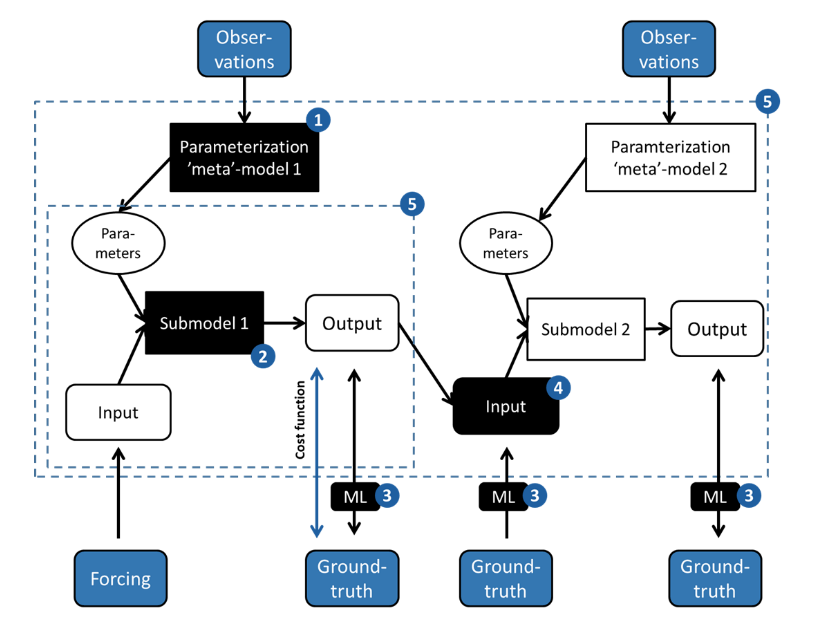 Obser-
vations
Obser-
vations
5
1
Parameterization
'meta'-model 1
Paramterization
‘meta’-model 2
5
Para-
meters
Para-
meters
Submodel 1
Output
Submodel 2
Output
2
4
Input
Input
Cost function
ML
3
ML
3
ML
3
Forcing
Ground-
truth
Ground-
truth
Ground-
truth